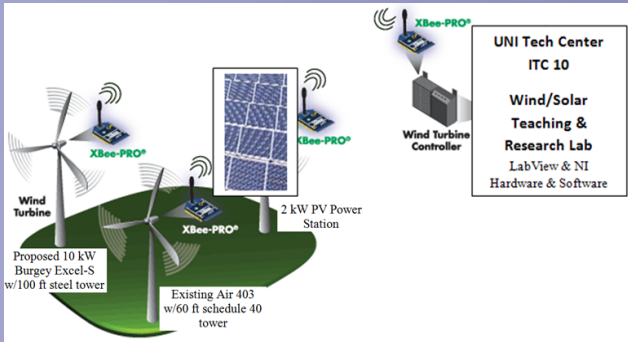 XBee-PRO®
UNI Tech Center
ITC 10
Wind/Solar
Teaching &
Research Lab
LabView & NI
Hardware & Software
Wind Turbine
Controller
XBee-PRO®
XBee-PRO®
Wind
Turbine
XBee-PRO®
2 kW PV Power
Station
Proposed 10 kW
Burgey Excel-S
w/100 ft steel tower
Existing Air 403
w/60 ft schedule 40
tower